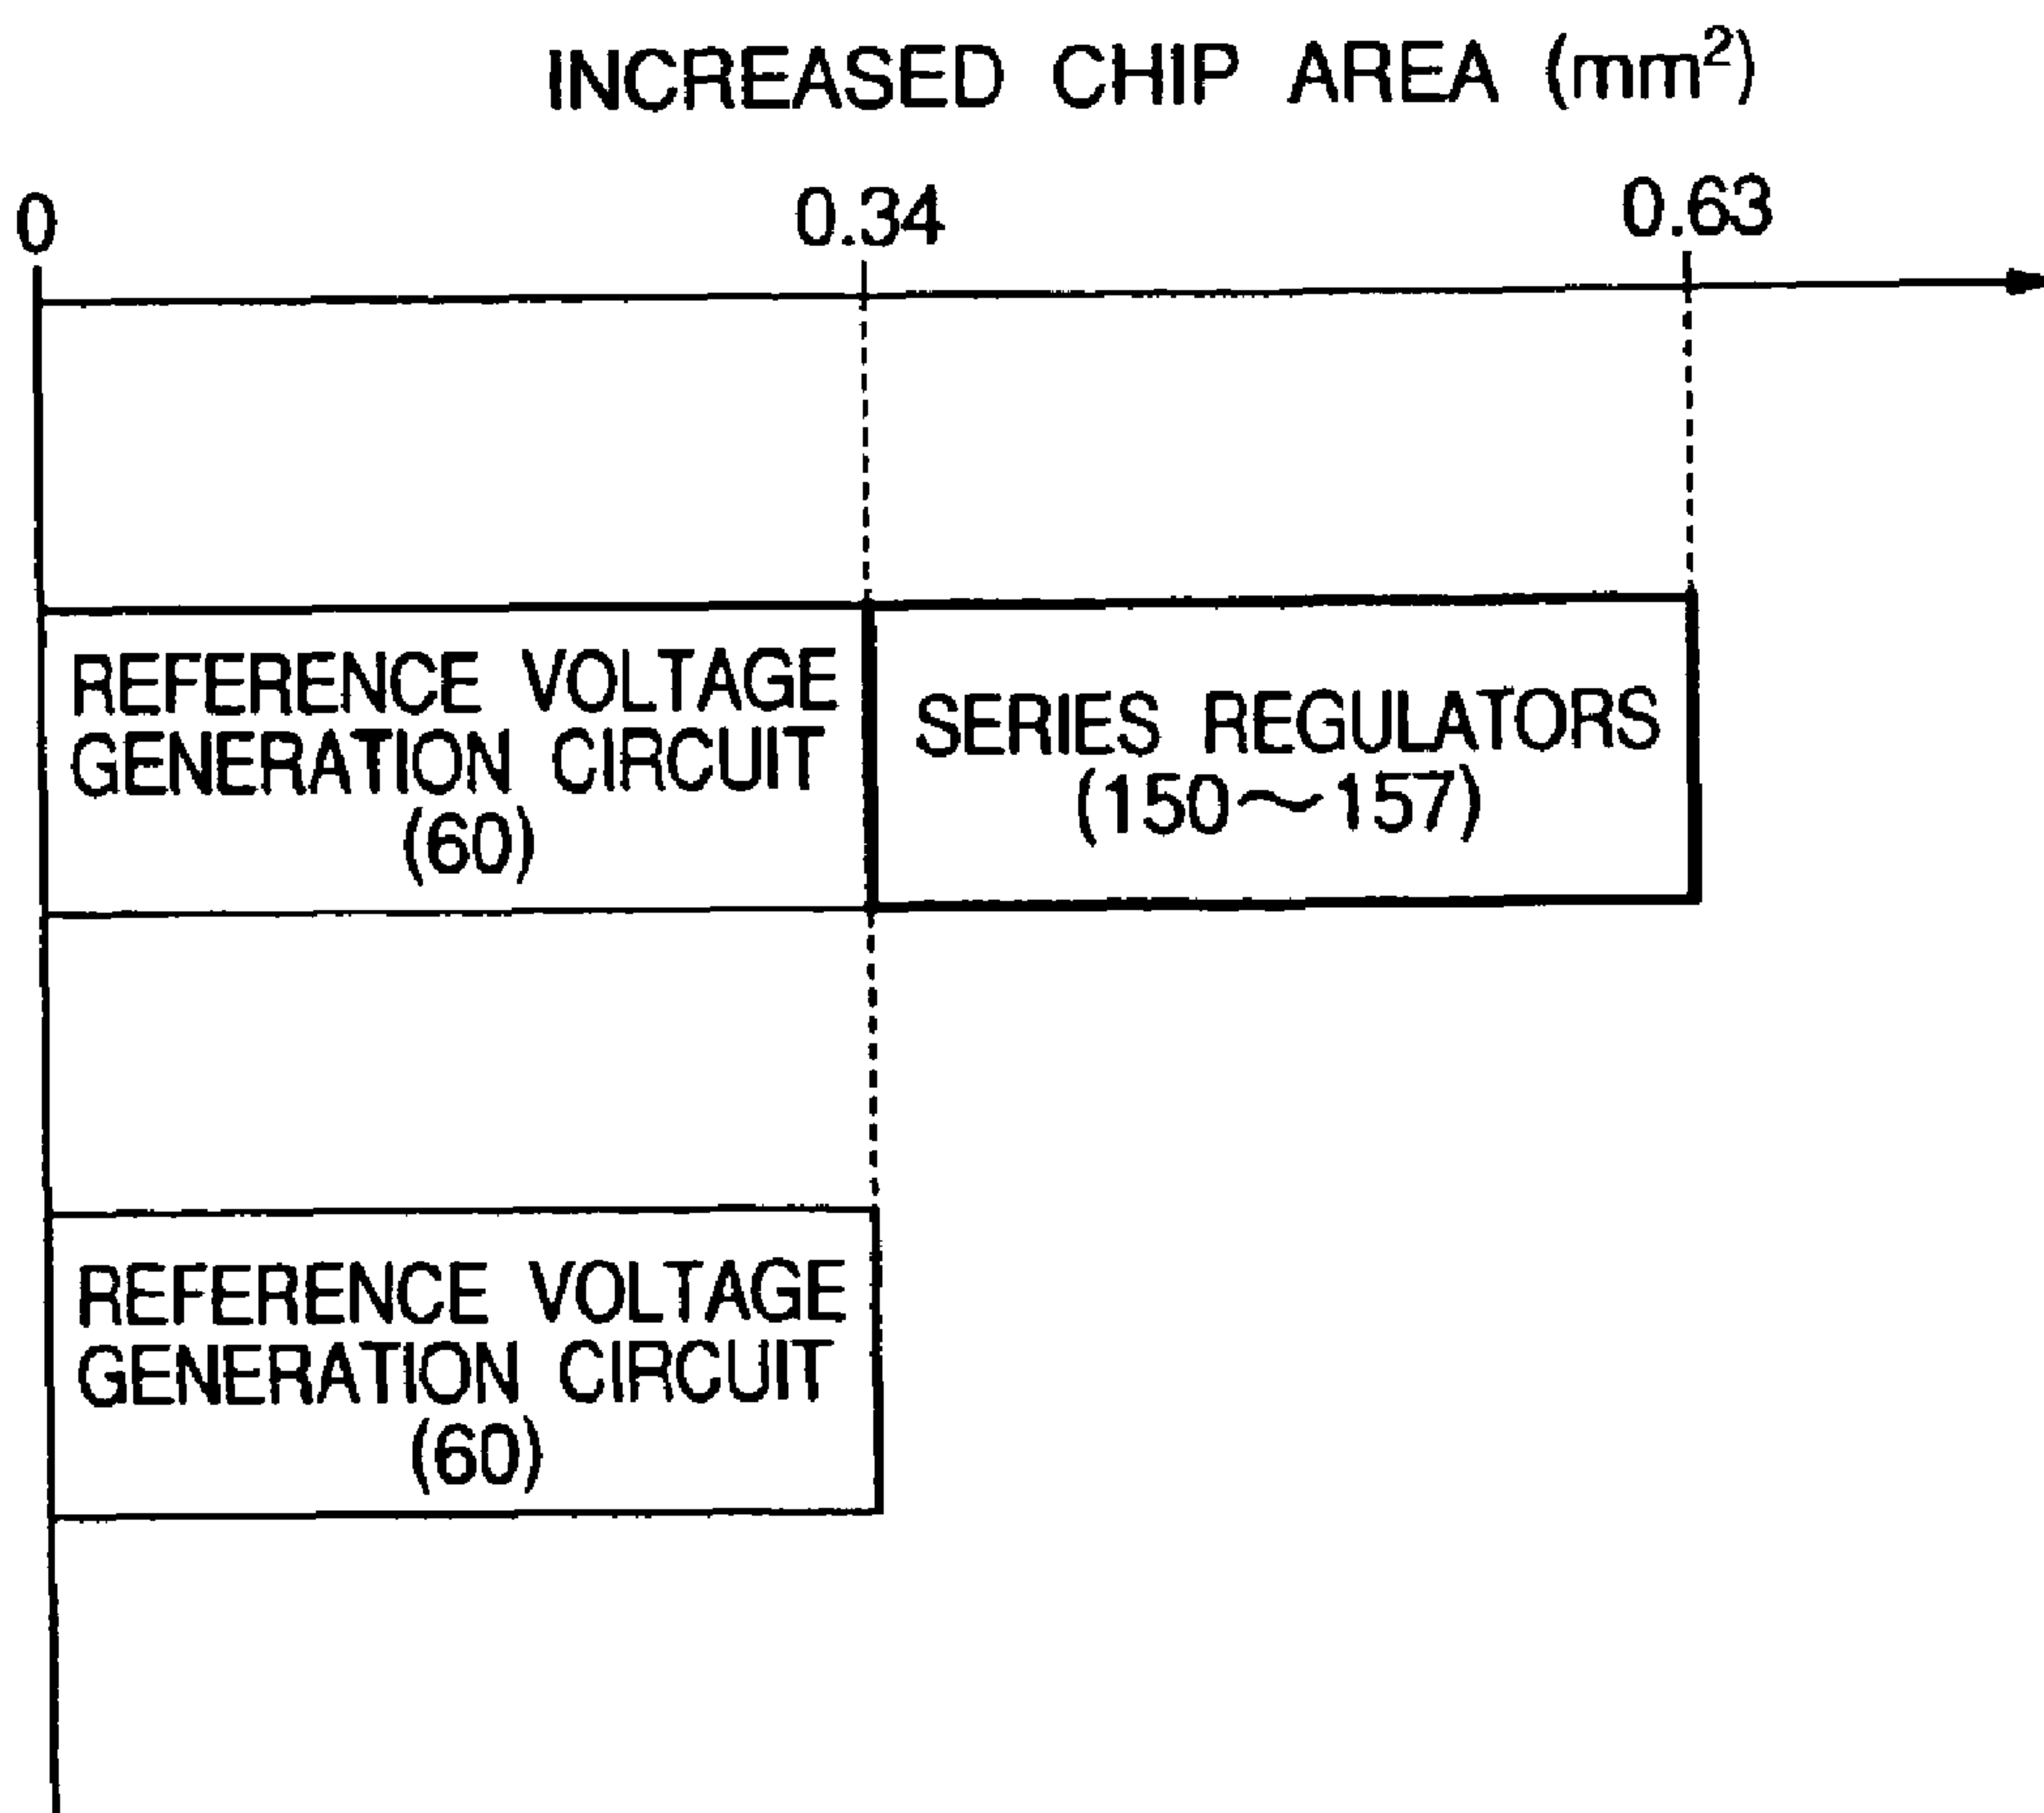 INCREASED CHIP AREA (mm²)
0 0.34 0.63
REFERENCE VOLTAGE
GENERATION CIRCUIT
(60)
SERIES REGULATORS
(150～157)
REFERENCE VOLTAGE
GENERATION CIRCUIT
(60)